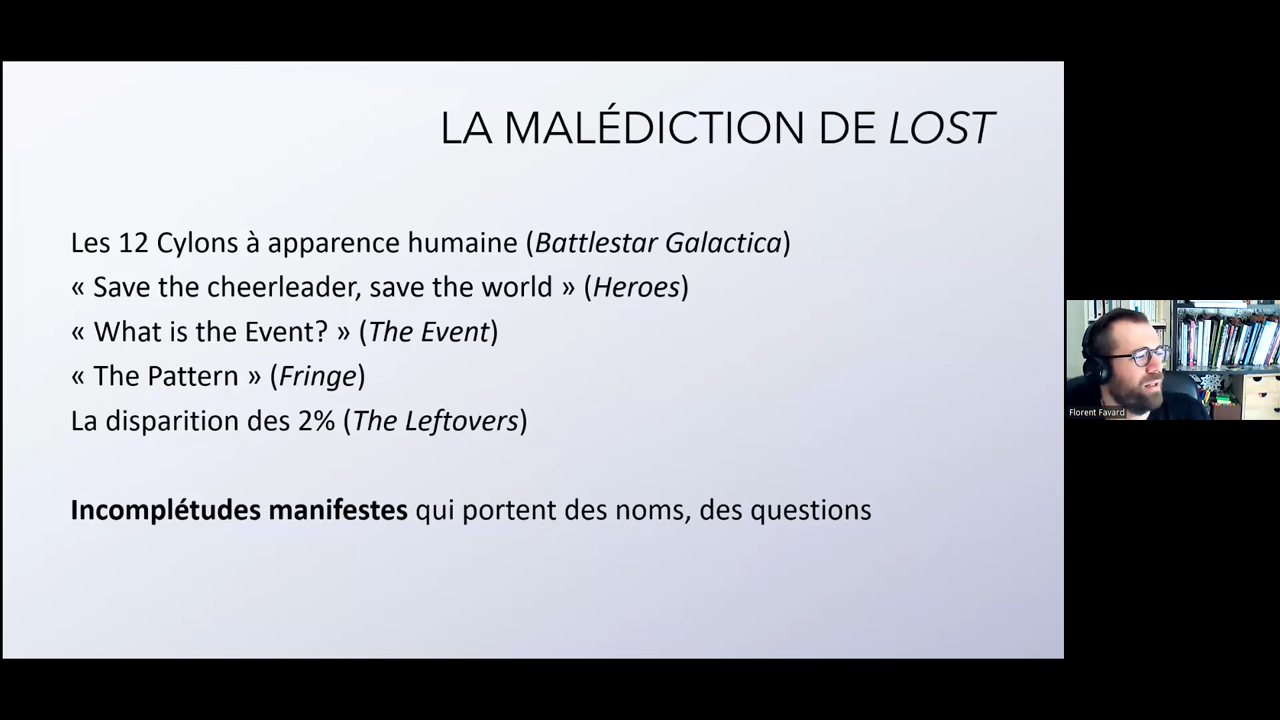 LA MALÉDICTION DE LOST
Les 12 Cylons à apparence humaine (Battlestar Galactica)
« Save the cheerleader, save the world » (Heroes)
« What is the Event? » (The Event)
« The Pattern » (Fringe)
La disparition des 2% (The Leftovers)
Incomplétudes manifestes qui portent des noms, des questions
Florent Favard